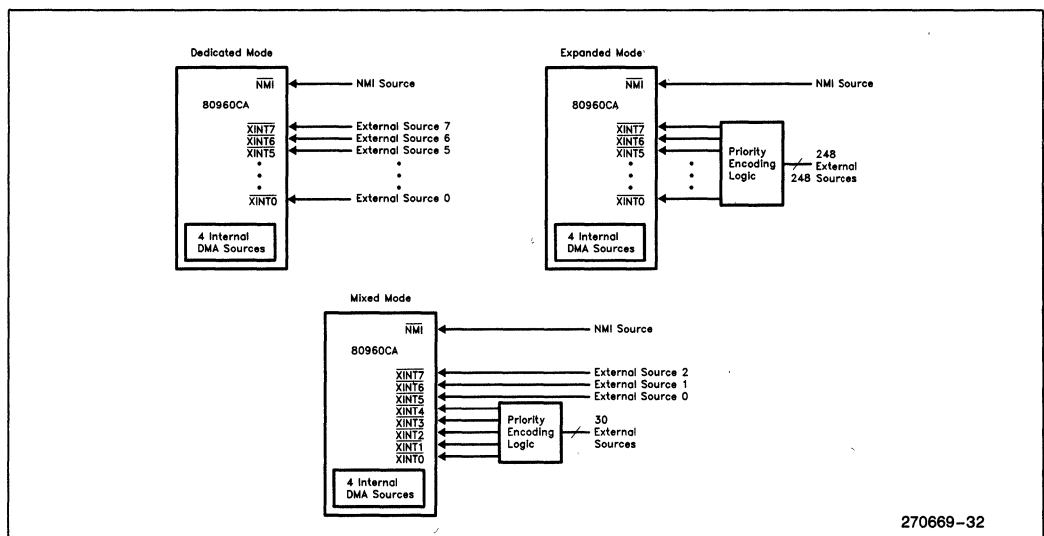 Dedicated Mode
NMI
NMI Source
80960CA
XINT7
External Source 7
XINT6
External Source 6
XINT5
External Source 5
XINT0
External Source 0
4 Internal
DMA Sources
Expanded Mode
NMI
NMI Source
80960CA
XINT7
XINT6
XINT5
XINT0
Priority
Encoding
Logic
248
External
248 Sources
4 Internal
DMA Sources
Mixed Mode
NMI
NMI Source
80960CA
XINT7
External Source 2
XINT6
External Source 1
XINT5
External Source 0
XINT4
XINT3
XINT2
XINT1
XINT0
Priority
Encoding
Logic
30
External
Sources
4 Internal
DMA Sources
270669-32